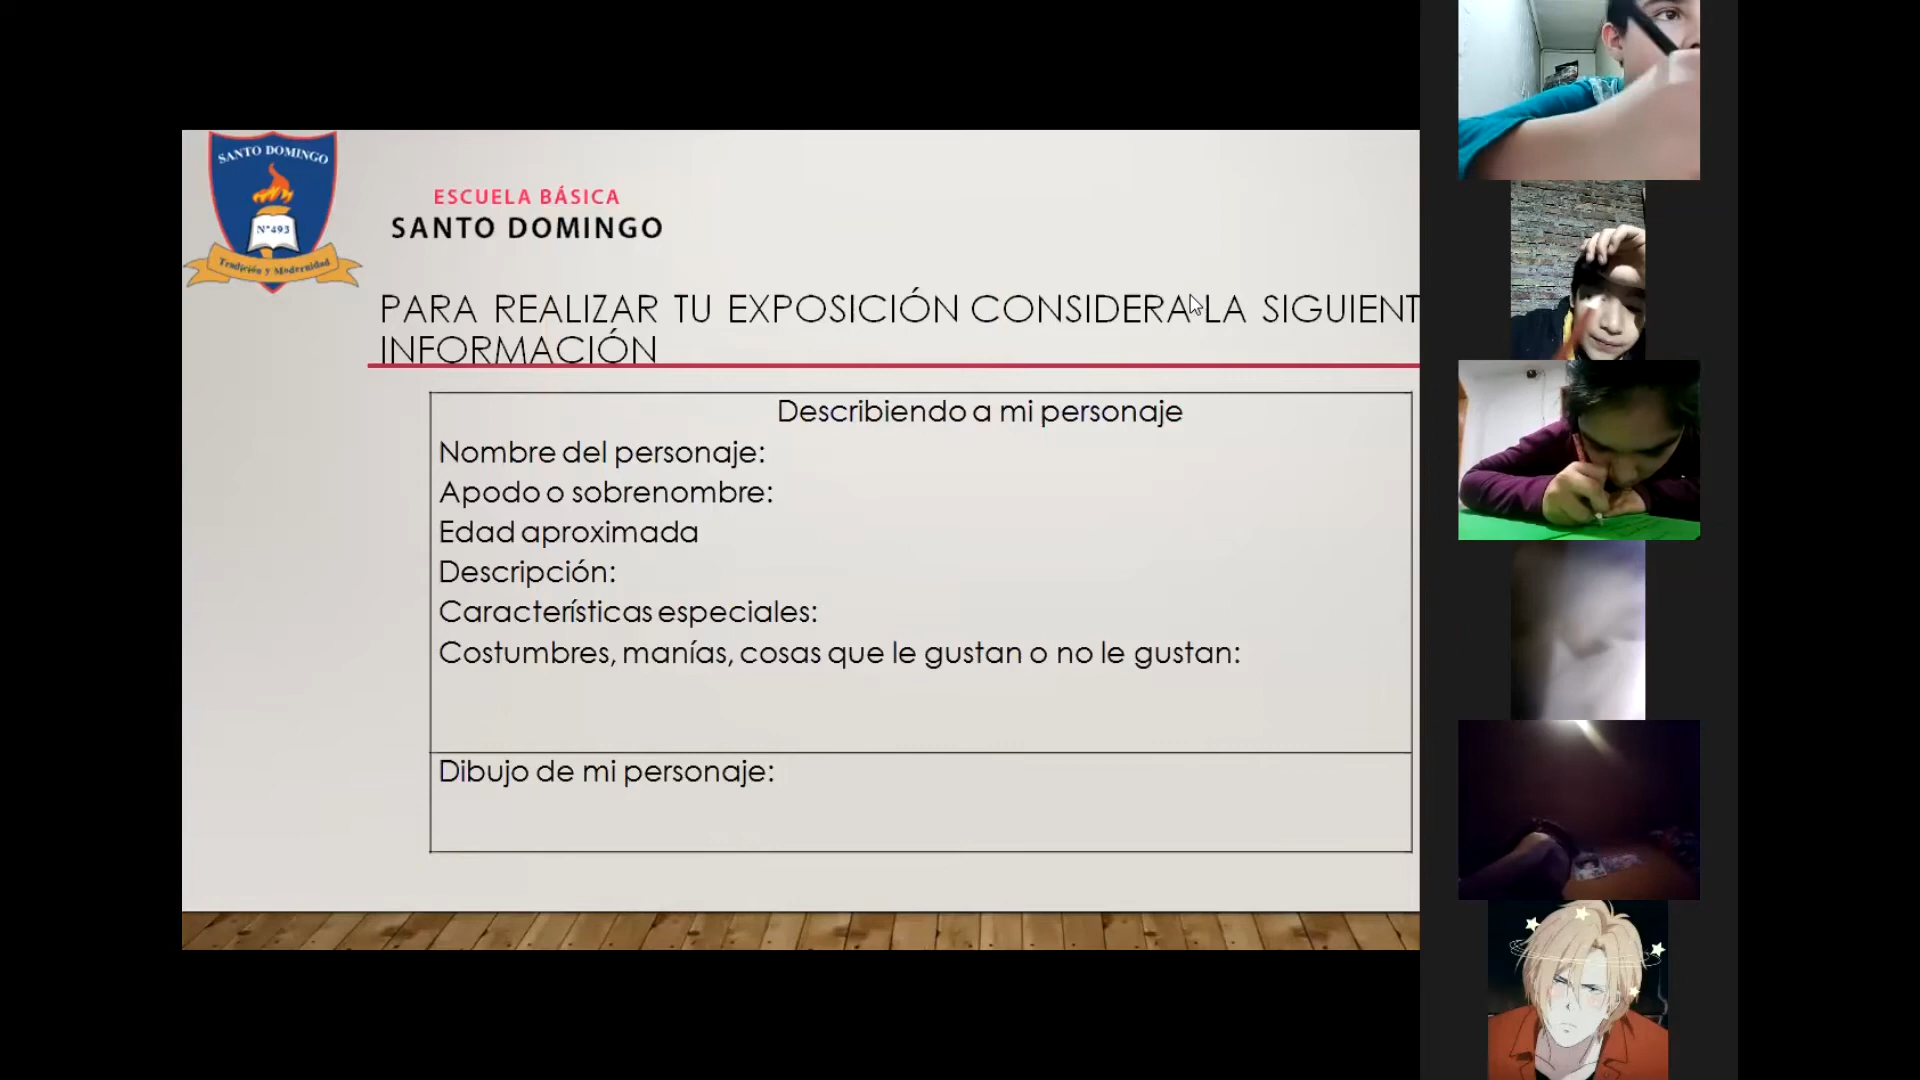 SANTO DOMINGO
N°493
Tradición y Modernidad
ESCUELA BÁSICA
SANTO DOMINGO
PARA REALIZAR TU EXPOSICIÓN CONSIDERA LA SIGUIENT
INFORMACIÓN
Describiendo a mi personaje
Nombre del personaje:
Apodo o sobrenombre:
Edad aproximada
Descripción:
Características especiales:
Costumbres, manías, cosas que le gustan o no le gustan:
Dibujo de mi personaje: